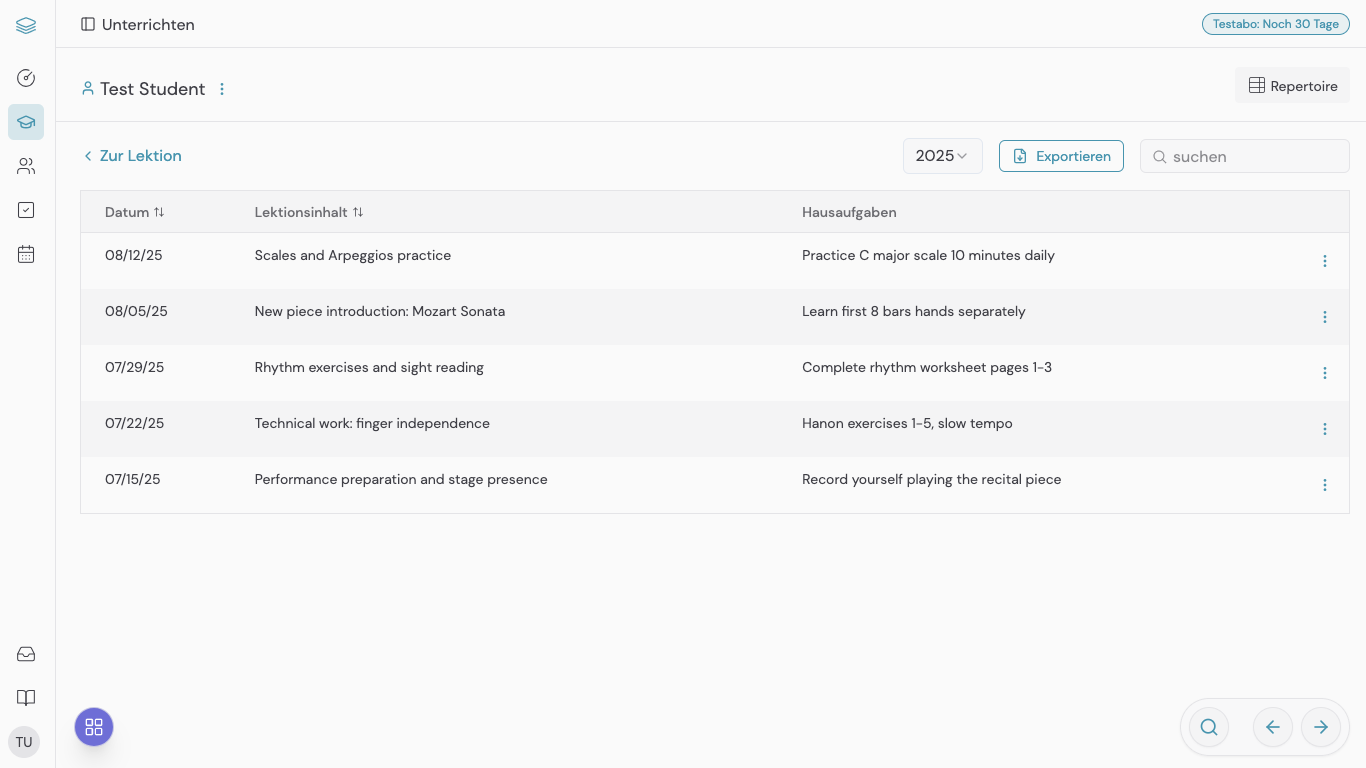 Unterrichten
Testabo: Noch 30 Tage
Test Student
Repertoire
Zur Lektion
2025
Exportieren
suchen
Datum
Lektionsinhalt
Hausaufgaben
08/12/25
Scales and Arpeggios practice
Practice C major scale 10 minutes daily
08/05/25
New piece introduction: Mozart Sonata
Learn first 8 bars hands separately
07/29/25
Rhythm exercises and sight reading
Complete rhythm worksheet pages 1-3
07/22/25
Technical work: finger independence
Hanon exercises 1-5, slow tempo
07/15/25
Performance preparation and stage presence
Record yourself playing the recital piece
TU